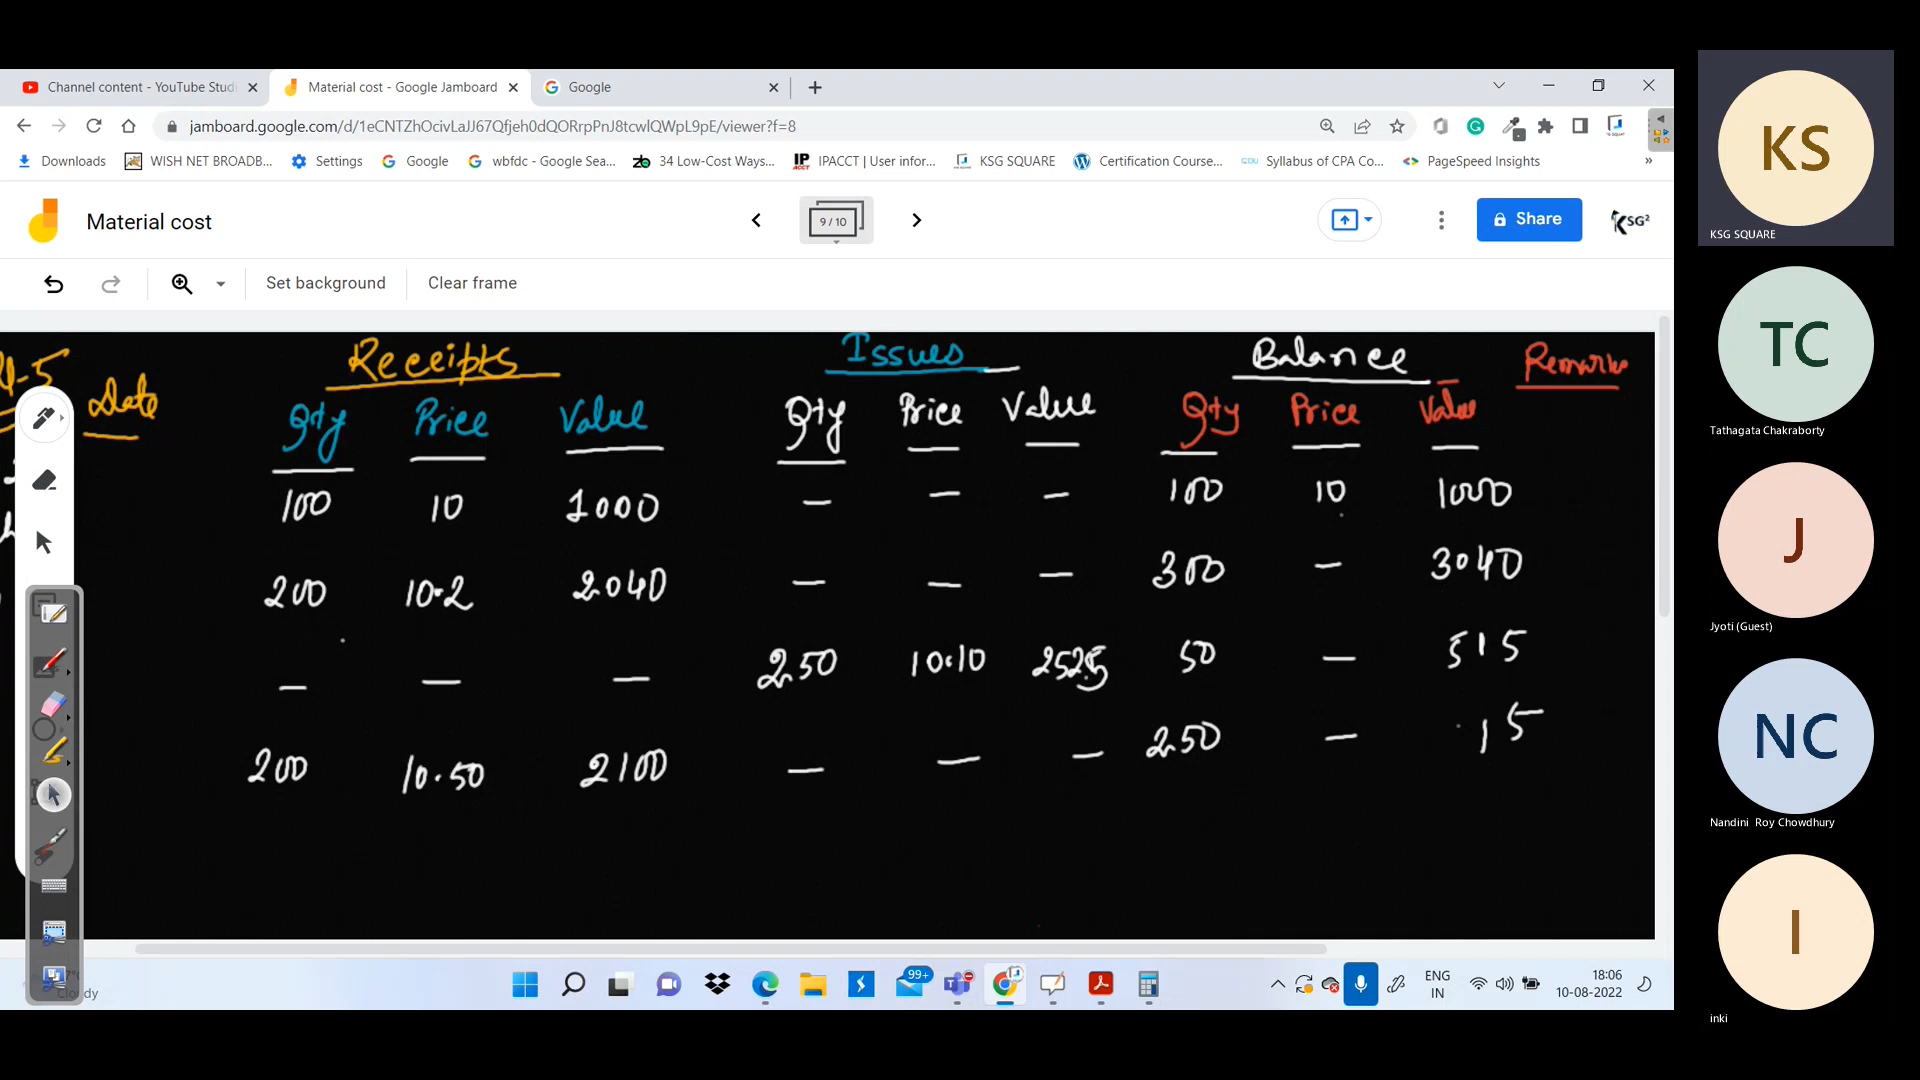 Channel content - YouTube Studi
Material cost - Google Jamboard
Google
jamboard.google.com/d/1eCNTZhOcivLaJJ67Qfjeh0dQORrpPnJ8tcwlQWpL9pE/viewer?f=8
Downloads WISH NET BROADB... Settings Google wbfdc - Google Sea... 34 Low-Cost Ways... IPACCT | User infor... KSG SQUARE Certification Course... Syllabus of CPA Co... PageSpeed Insights »
Material cost
9 / 10
Share
KSG²
Set background Clear frame
Date Receipts Issues Balance Remarks
Qty Price Value Qty Price Value Qty Price Value
100 10 1000 — — — 100 10 1000
200 10.2 2040 — — — 300 — 3040
— — — 250 10.10 2525 50 — 515
200 10.50 2100 — — — 250 — 15
Cloudy
99+
ENG
IN
18:06
10-08-2022
KS
KSG SQUARE
TC
Tathagata Chakraborty
J
Jyoti (Guest)
NC
Nandini Roy Chowdhury
I
inki